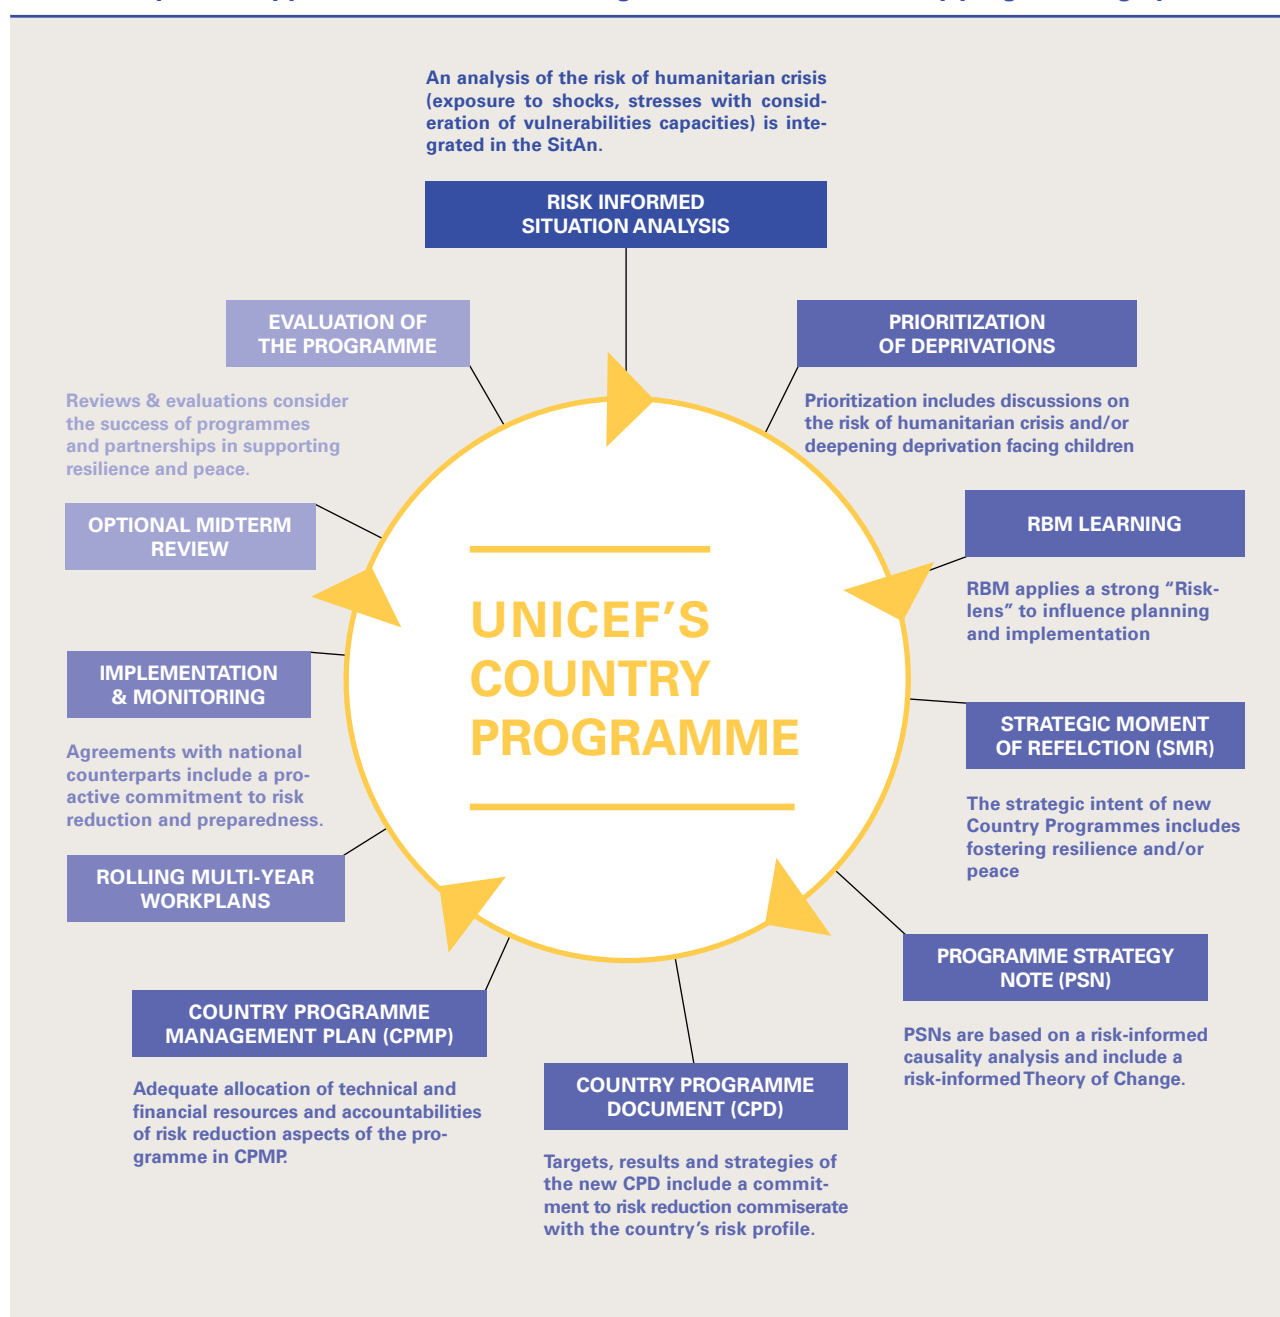 An analysis of the risk of humanitarian crisis
(exposure to shocks, stresses with consid-
eration of vulnerabilities capacities) is inte-
grated in the SitAn.
RISK INFORMED
SITUATION ANALYSIS
PRIORITIZATION
OF DEPRIVATIONS
Prioritization includes discussions on
the risk of humanitarian crisis and/or
deepening deprivation facing children
RBM LEARNING
RBM applies a strong “Risk-
lens” to influence planning
and implementation
STRATEGIC MOMENT
OF REFELCTION (SMR)
The strategic intent of new
Country Programmes includes
fostering resilience and/or
peace
PROGRAMME STRATEGY
NOTE (PSN)
PSNs are based on a risk-informed
causality analysis and include a
risk-informed Theory of Change.
COUNTRY PROGRAMME
DOCUMENT (CPD)
Targets, results and strategies of
the new CPD include a commit-
ment to risk reduction commiserate
with the country’s risk profile.
COUNTRY PROGRAMME
MANAGEMENT PLAN (CPMP)
Adequate allocation of technical and
financial resources and accountabilities
of risk reduction aspects of the pro-
gramme in CPMP.
ROLLING MULTI-YEAR
WORKPLANS
IMPLEMENTATION
& MONITORING
Agreements with national
counterparts include a pro-
active commitment to risk
reduction and preparedness.
OPTIONAL MIDTERM
REVIEW
EVALUATION OF
THE PROGRAMME
Reviews & evaluations consider
the success of programmes
and partnerships in supporting
resilience and peace.
UNICEF’S
COUNTRY
PROGRAMME